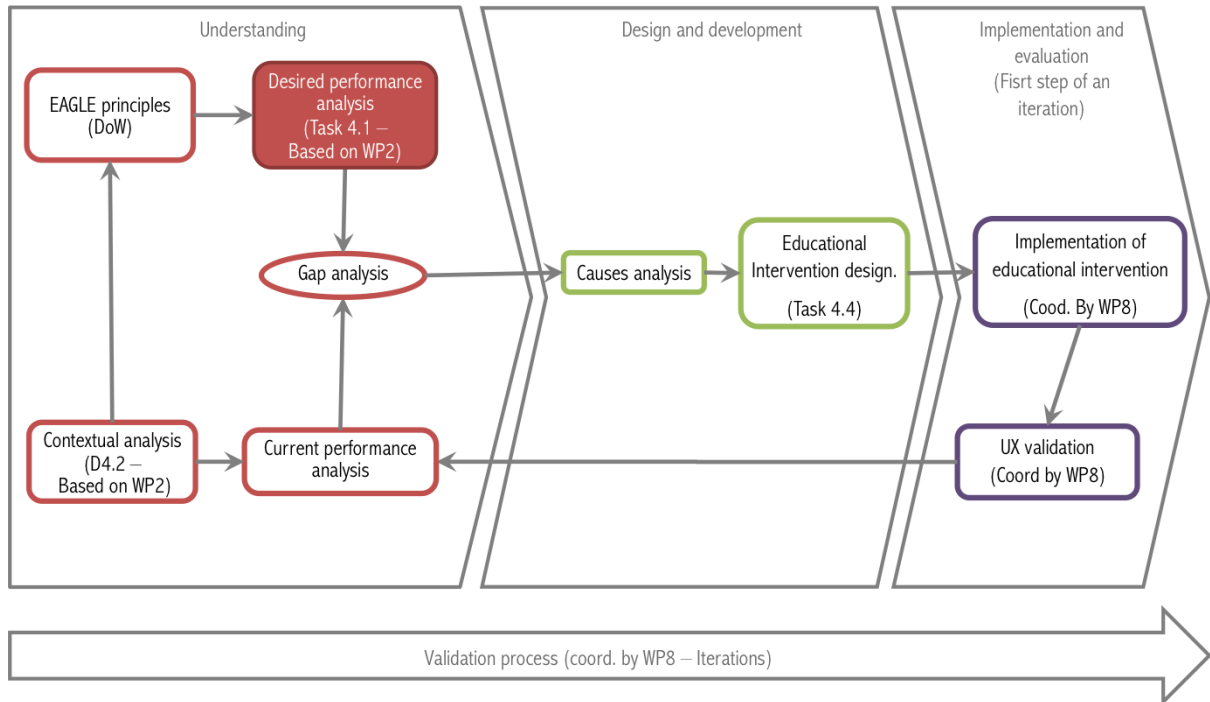 Understanding
EAGLE principles
(DoW)
Desired performance
analysis
(Task 4.1 –
Based on WP2)
Gap analysis
Contextual analysis
(D4.2 –
Based on WP2)
Current performance
analysis
Design and development
Causes analysis
Educational
Intervention design.
(Task 4.4)
Implementation and
evaluation
(Fisrt step of an
iteration)
Implementation of
educational intervention
(Cood. By WP8)
UX validation
(Coord by WP8)
Validation process (coord. by WP8 – Iterations)